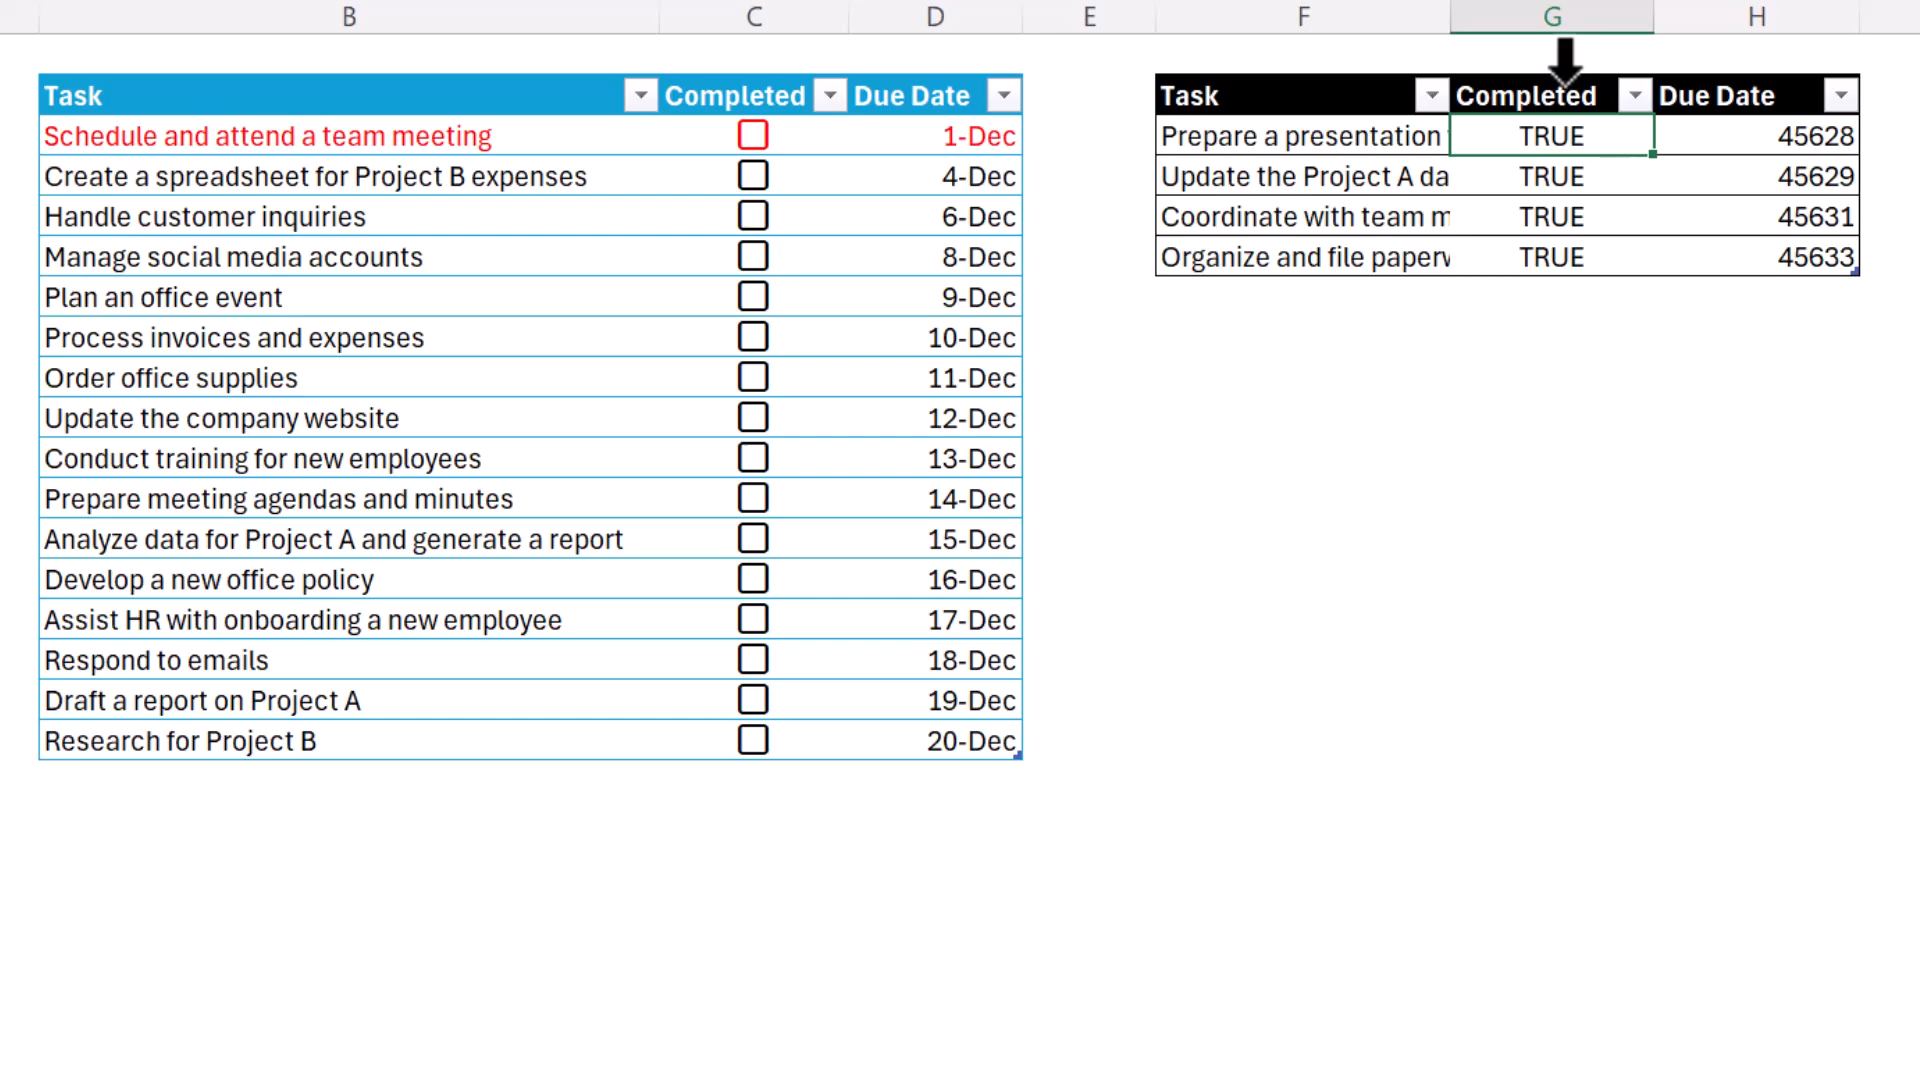 B C D E F G H
Task Completed Due Date
Schedule and attend a team meeting 1-Dec
Create a spreadsheet for Project B expenses 4-Dec
Handle customer inquiries 6-Dec
Manage social media accounts 8-Dec
Plan an office event 9-Dec
Process invoices and expenses 10-Dec
Order office supplies 11-Dec
Update the company website 12-Dec
Conduct training for new employees 13-Dec
Prepare meeting agendas and minutes 14-Dec
Analyze data for Project A and generate a report 15-Dec
Develop a new office policy 16-Dec
Assist HR with onboarding a new employee 17-Dec
Respond to emails 18-Dec
Draft a report on Project A 19-Dec
Research for Project B 20-Dec
Task Completed Due Date
Prepare a presentation TRUE 45628
Update the Project A da TRUE 45629
Coordinate with team m TRUE 45631
Organize and file paperw TRUE 45633